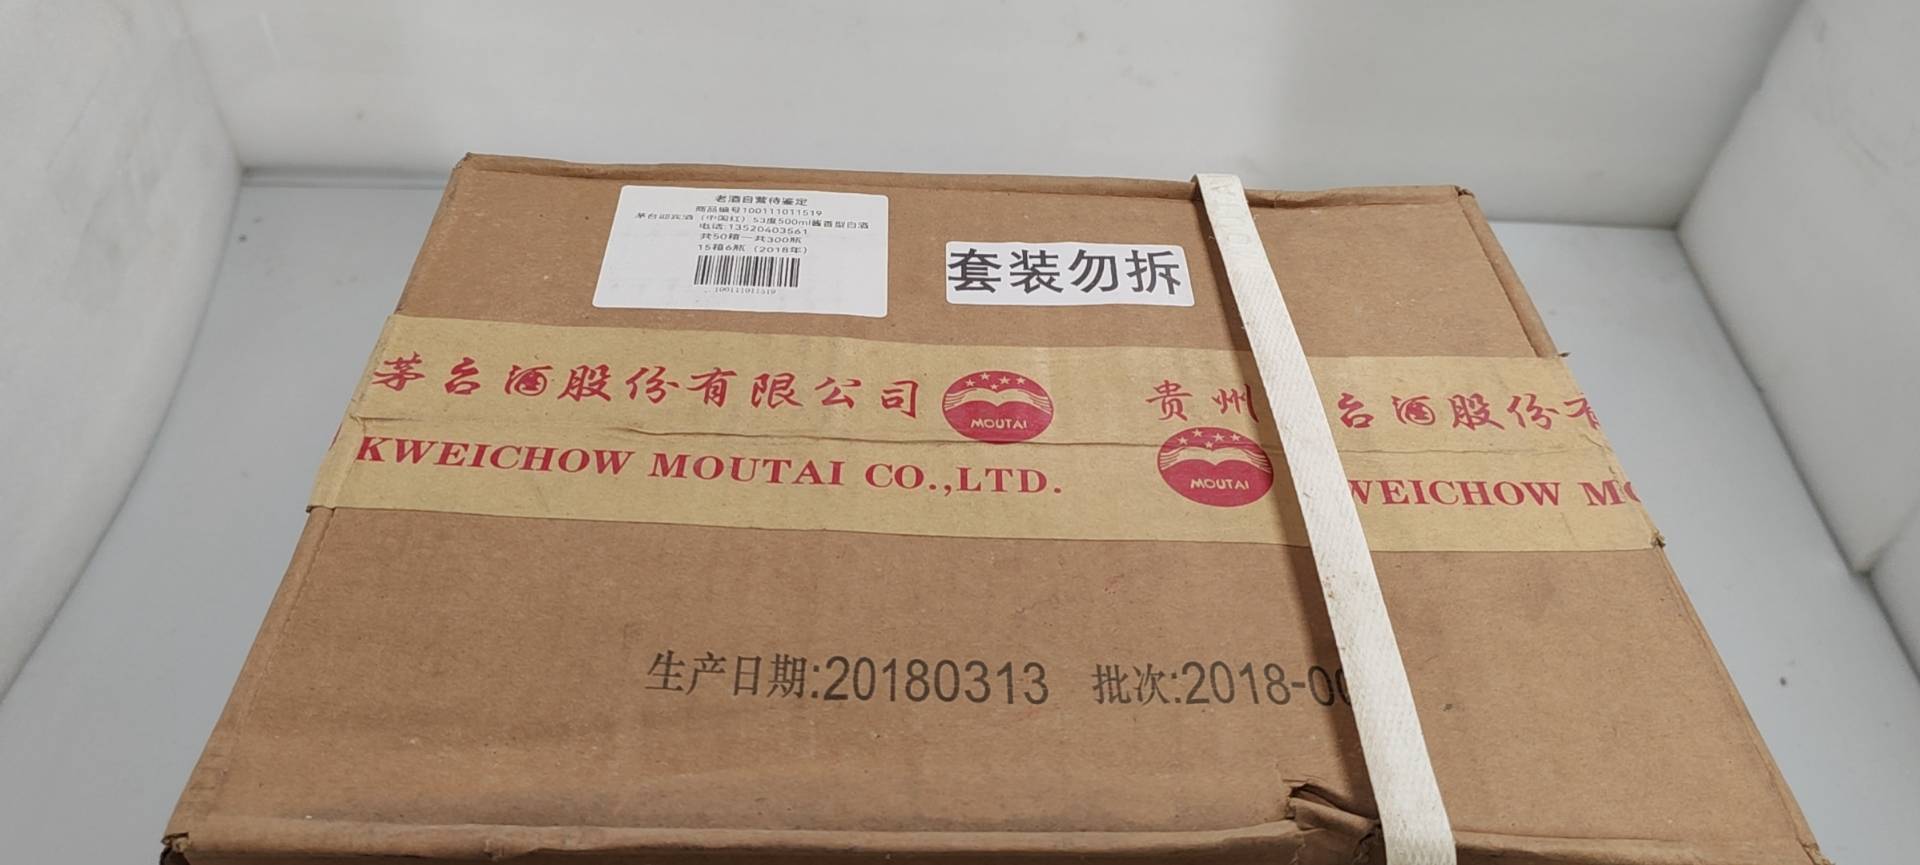 老酒自营待鉴定
商品编号100111011519
茅台迎宾酒(中国红)53度500ml酱香型白酒
电话:13520403561
共50箱一共300瓶
15箱6瓶(2018年)
100111011519
套装勿拆
茅台酒股份有限公司 MOUTAI 贵州 台酒股份有
KWEICHOW MOUTAI CO.,LTD. MOUTAI WEICHOW MO
生产日期:20180313 批次:2018-00